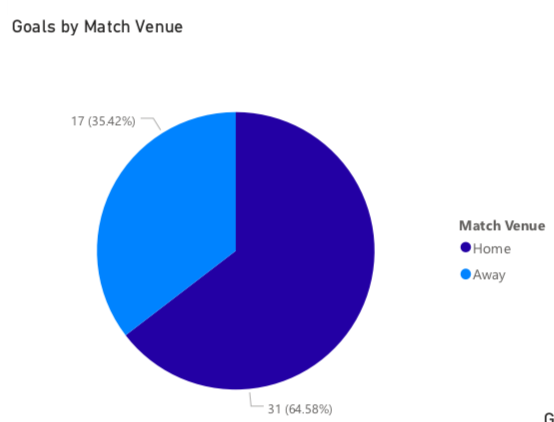 Goals by Match Venue
17 (35.42%)
Match Venue
Home
Away
31 (64.58%)
G